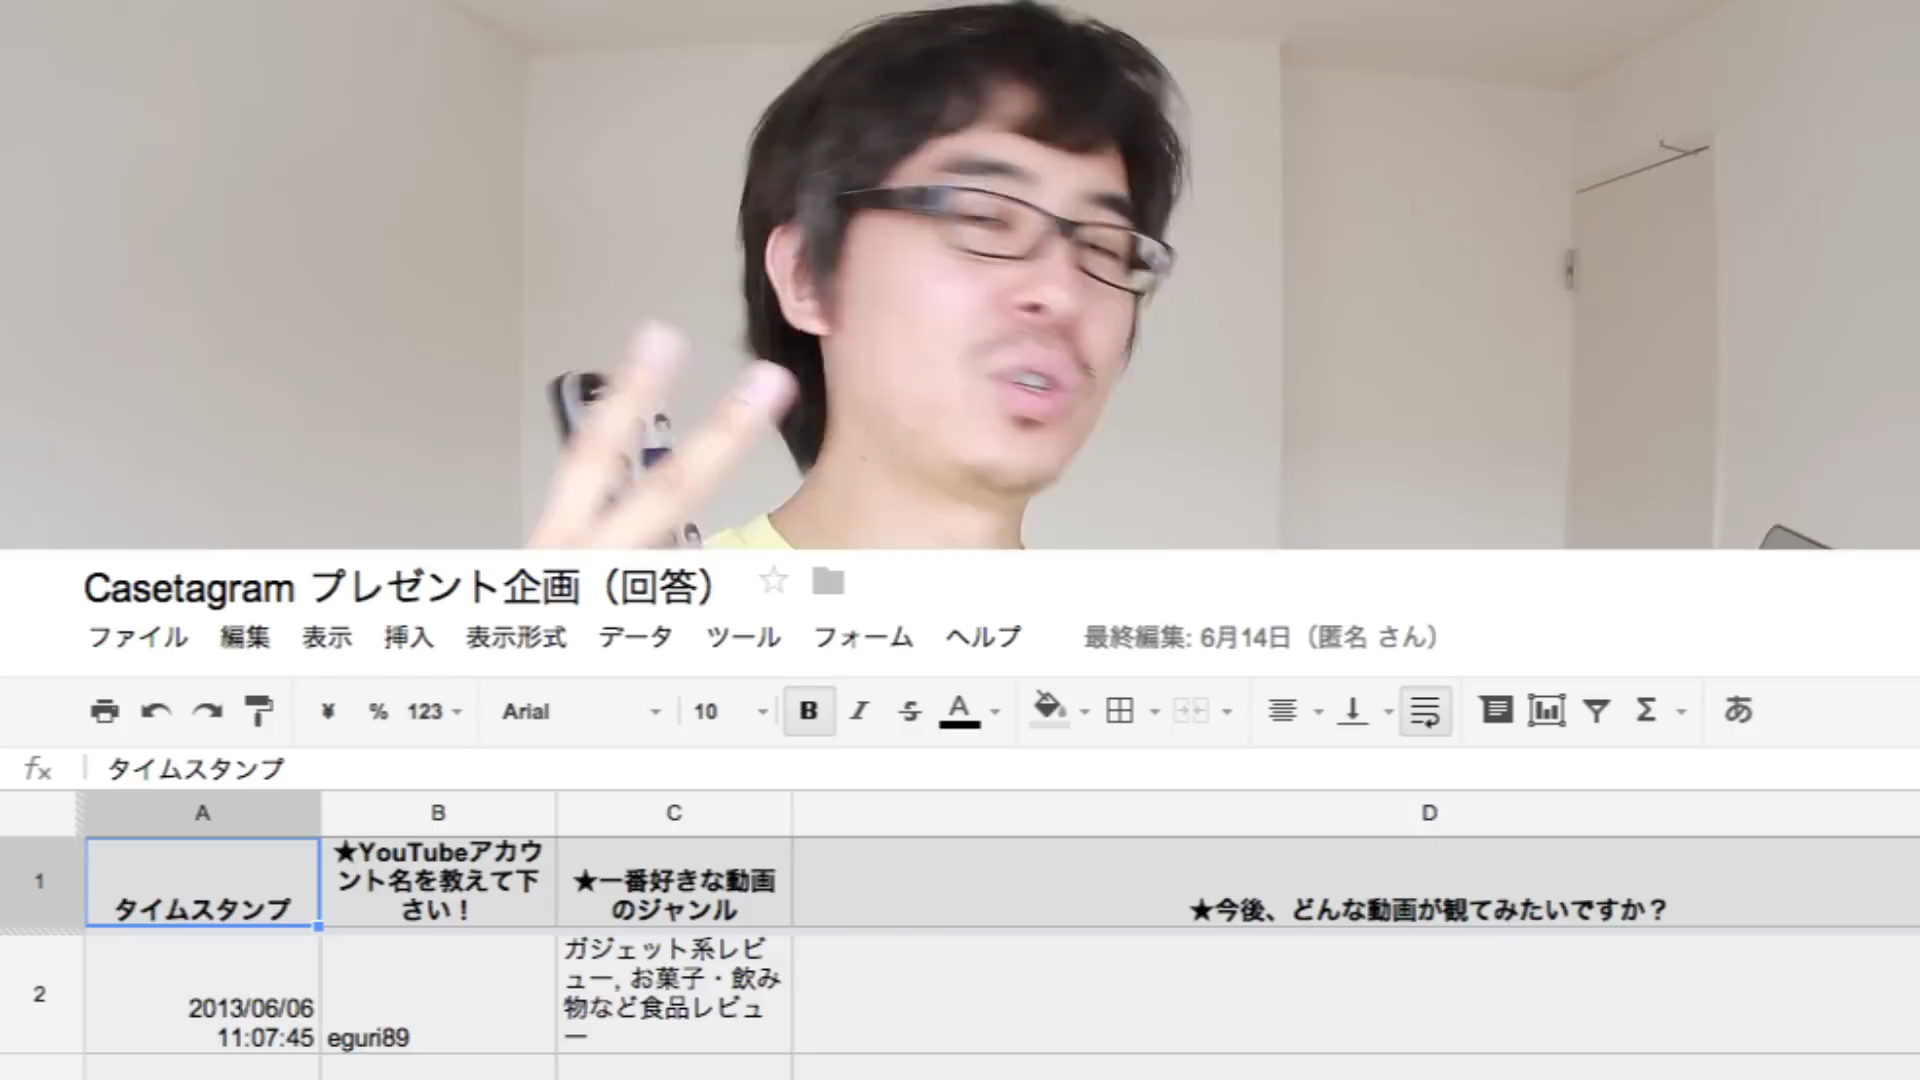 Casetagram プレゼント企画（回答）
ファイル 編集 表示 挿入 表示形式 データ ツール フォーム ヘルプ 最終編集: 6月14日（匿名 さん）
¥ % 123 Arial 10 B I S A Σ あ
fx タイムスタンプ
A B C D
1
タイムスタンプ
★YouTubeアカウ
ント名を教えて下
さい！
★一番好きな動画
のジャンル
★今後、どんな動画が観てみたいですか？
2
2013/06/06
11:07:45
eguri89
ガジェット系レビ
ュー, お菓子・飲み
物など食品レビュ
ー